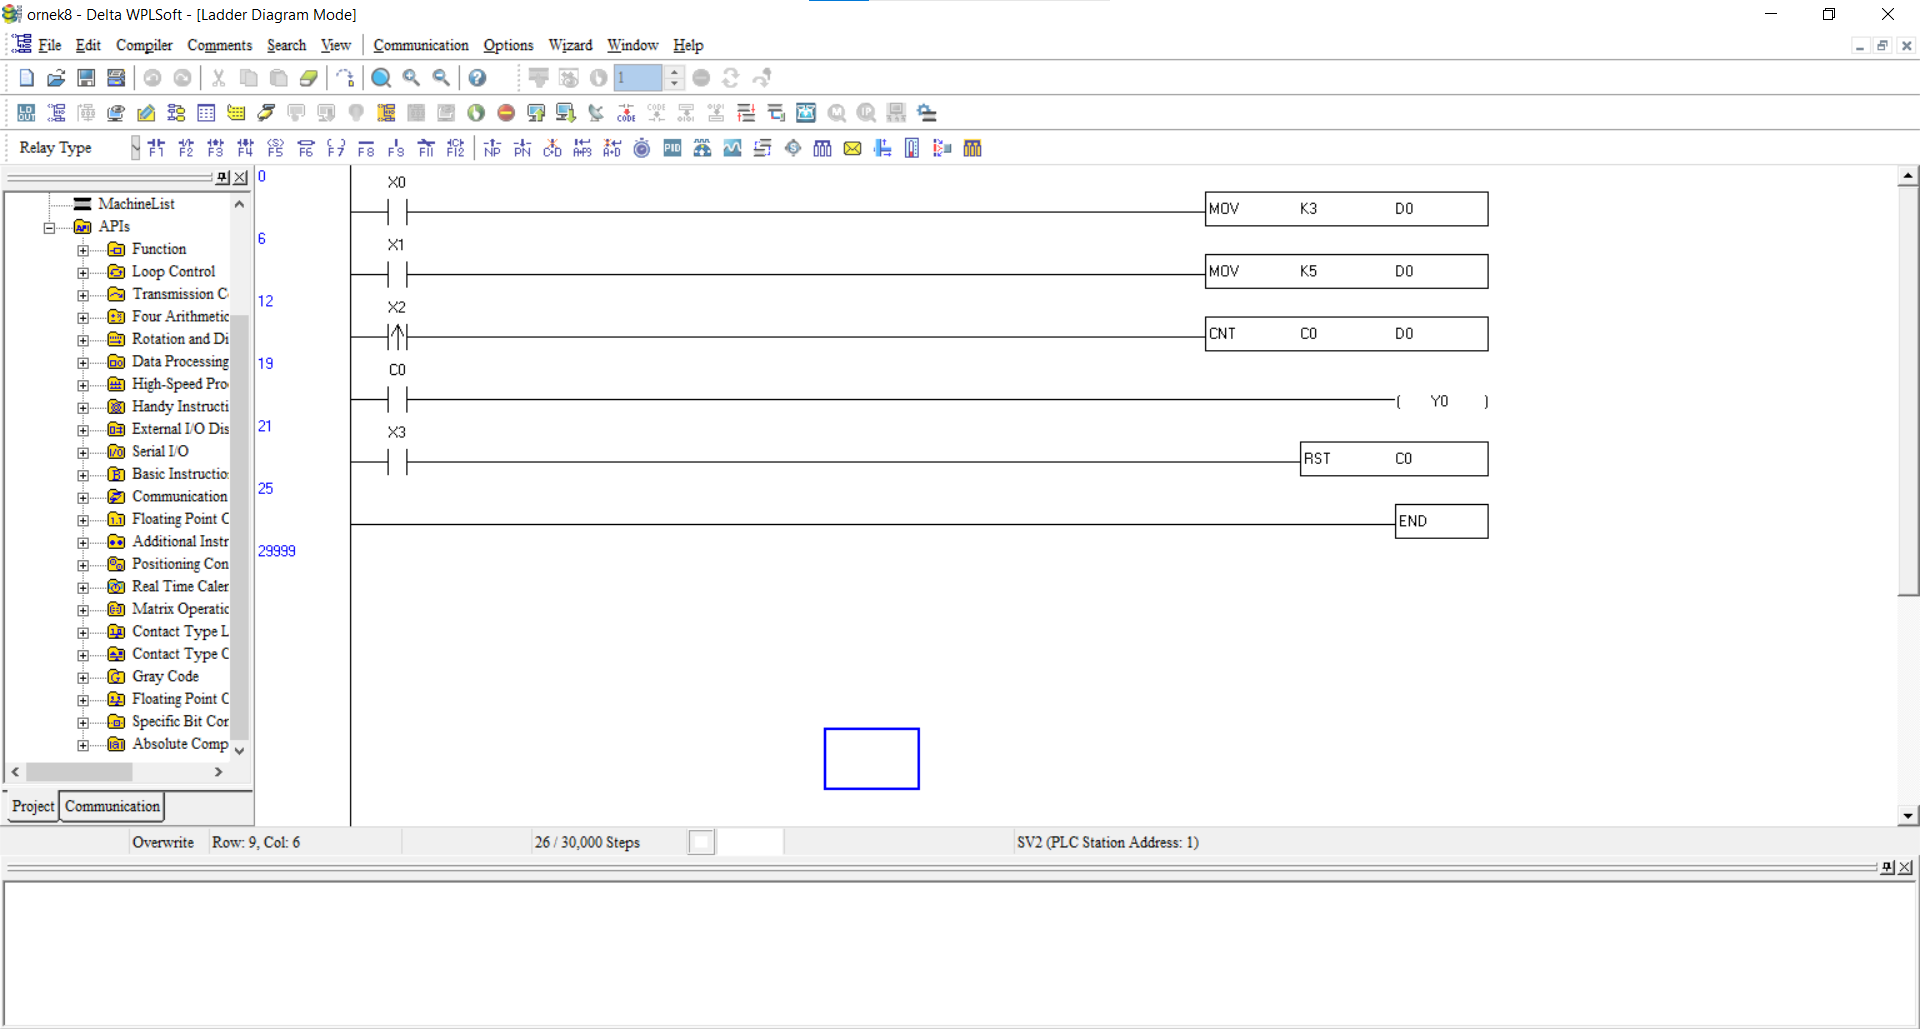 ornek8 - Delta WPLSoft - [Ladder Diagram Mode]
File Edit Compiler Comments Search View Communication Options Wizard Window Help
1
Relay Type F1 F2 F3 F4 F5 F6 F7 F8 F9 F11 F12 NP PN PID
MachineList
APIs
Function
Loop Control
Transmission C
Four Arithmetic
Rotation and Di
Data Processing
High-Speed Pro
Handy Instructi
External I/O Dis
Serial I/O
Basic Instructio
Communication
Floating Point C
Additional Instr
Positioning Con
Real Time Caler
Matrix Operatic
Contact Type L
Contact Type C
Gray Code
Floating Point C
Specific Bit Cor
Absolute Comp
Project Communication
0
X0
MOV K3 D0
6
X1
MOV K5 D0
12
X2
CNT C0 D0
19
C0
( Y0 )
21
X3
RST C0
25
END
29999
Overwrite Row: 9, Col: 6 26 / 30,000 Steps SV2 (PLC Station Address: 1)